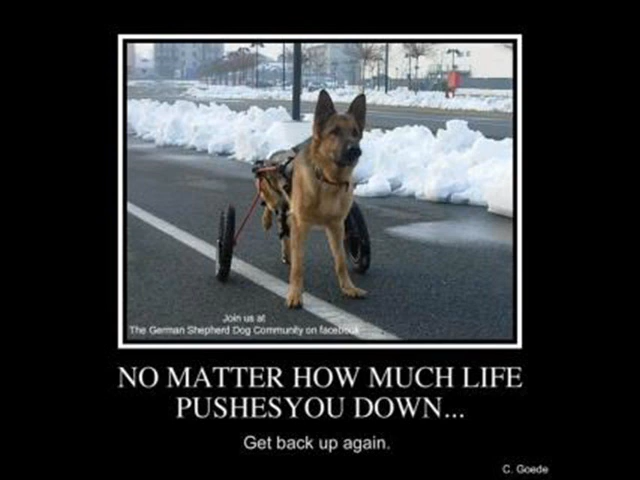 Join us at
The German Shepherd Dog Community on facebook
NO MATTER HOW MUCH LIFE
PUSHESYOU DOWN...
Get back up again.
C. Goede